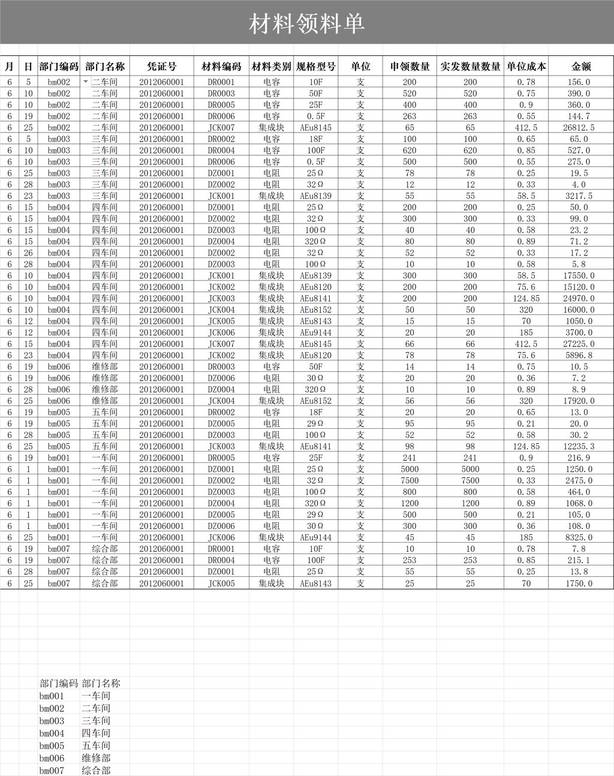 材料领料单
月 日 部门编码 部门名称 凭证号 材料编码 材料类别 规格型号 单位 申领数量 实发数量数量 单位成本 金额
6 5 bm002 二车间 2012060001 DR0001 电容 10F 支 200 200 0.78 156.0
6 10 bm002 二车间 2012060001 DR0003 电容 50F 支 520 520 0.75 390.0
6 10 bm002 二车间 2012060001 DR0005 电容 25F 支 400 400 0.9 360.0
6 19 bm002 二车间 2012060001 DR0006 电容 0.5F 支 263 263 0.55 144.7
6 25 bm002 二车间 2012060001 JCK007 集成块 AEu8145 支 65 65 412.5 26812.5
6 5 bm003 三车间 2012060001 DR0002 电容 18F 支 100 100 0.65 65.0
6 10 bm003 三车间 2012060001 DR0004 电容 100F 支 620 620 0.85 527.0
6 10 bm003 三车间 2012060001 DR0006 电容 0.5F 支 500 500 0.55 275.0
6 25 bm003 三车间 2012060001 DZ0001 电阻 25Ω 支 78 78 0.25 19.5
6 28 bm003 三车间 2012060001 DZ0002 电阻 32Ω 支 12 12 0.33 4.0
6 23 bm003 三车间 2012060001 JCK001 集成块 AEu8139 支 55 55 58.5 3217.5
6 15 bm004 四车间 2012060001 DZ0001 电阻 25Ω 支 200 200 0.25 50.0
6 15 bm004 四车间 2012060001 DZ0002 电阻 32Ω 支 300 300 0.33 99.0
6 15 bm004 四车间 2012060001 DZ0003 电阻 100Ω 支 40 40 0.58 23.2
6 15 bm004 四车间 2012060001 DZ0004 电阻 320Ω 支 80 80 0.89 71.2
6 26 bm004 四车间 2012060001 DZ0002 电阻 32Ω 支 52 52 0.33 17.2
6 28 bm004 四车间 2012060001 DZ0003 电阻 100Ω 支 10 10 0.58 5.8
6 10 bm004 四车间 2012060001 JCK001 集成块 AEu8139 支 300 300 58.5 17550.0
6 10 bm004 四车间 2012060001 JCK002 集成块 AEu8120 支 200 200 75.6 15120.0
6 10 bm004 四车间 2012060001 JCK003 集成块 AEu8141 支 200 200 124.85 24970.0
6 10 bm004 四车间 2012060001 JCK004 集成块 AEu8152 支 50 50 320 16000.0
6 12 bm004 四车间 2012060001 JCK005 集成块 AEu8143 支 15 15 70 1050.0
6 12 bm004 四车间 2012060001 JCK006 集成块 AEu9144 支 20 20 185 3700.0
6 15 bm004 四车间 2012060001 JCK007 集成块 AEu8145 支 66 66 412.5 27225.0
6 23 bm004 四车间 2012060001 JCK002 集成块 AEu8120 支 78 78 75.6 5896.8
6 19 bm006 维修部 2012060001 DR0003 电容 50F 支 14 14 0.75 10.5
6 19 bm006 维修部 2012060001 DZ0006 电阻 30Ω 支 20 20 0.36 7.2
6 28 bm006 维修部 2012060001 DZ0004 电阻 320Ω 支 10 10 0.89 8.9
6 25 bm006 维修部 2012060001 JCK004 集成块 AEu8152 支 56 56 320 17920.0
6 19 bm005 五车间 2012060001 DR0002 电容 18F 支 20 20 0.65 13.0
6 19 bm005 五车间 2012060001 DZ0005 电阻 29Ω 支 95 95 0.21 20.0
6 28 bm005 五车间 2012060001 DZ0003 电阻 100Ω 支 52 52 0.58 30.2
6 25 bm005 五车间 2012060001 JCK003 集成块 AEu8141 支 98 98 124.85 12235.3
6 19 bm001 一车间 2012060001 DR0005 电容 25F 支 241 241 0.9 216.9
6 1 bm001 一车间 2012060001 DZ0001 电阻 25Ω 支 5000 5000 0.25 1250.0
6 1 bm001 一车间 2012060001 DZ0002 电阻 32Ω 支 7500 7500 0.33 2475.0
6 1 bm001 一车间 2012060001 DZ0003 电阻 100Ω 支 800 800 0.58 464.0
6 1 bm001 一车间 2012060001 DZ0004 电阻 320Ω 支 1200 1200 0.89 1068.0
6 1 bm001 一车间 2012060001 DZ0005 电阻 29Ω 支 500 500 0.21 105.0
6 1 bm001 一车间 2012060001 DZ0006 电阻 30Ω 支 300 300 0.36 108.0
6 25 bm001 一车间 2012060001 JCK006 集成块 AEu9144 支 45 45 185 8325.0
6 19 bm007 综合部 2012060001 DR0001 电容 10F 支 10 10 0.78 7.8
6 19 bm007 综合部 2012060001 DR0004 电容 100F 支 253 253 0.85 215.1
6 28 bm007 综合部 2012060001 DZ0001 电阻 25Ω 支 55 55 0.25 13.8
6 25 bm007 综合部 2012060001 JCK005 集成块 AEu8143 支 25 25 70 1750.0
部门编码 部门名称
bm001 一车间
bm002 二车间
bm003 三车间
bm004 四车间
bm005 五车间
bm006 维修部
bm007 综合部